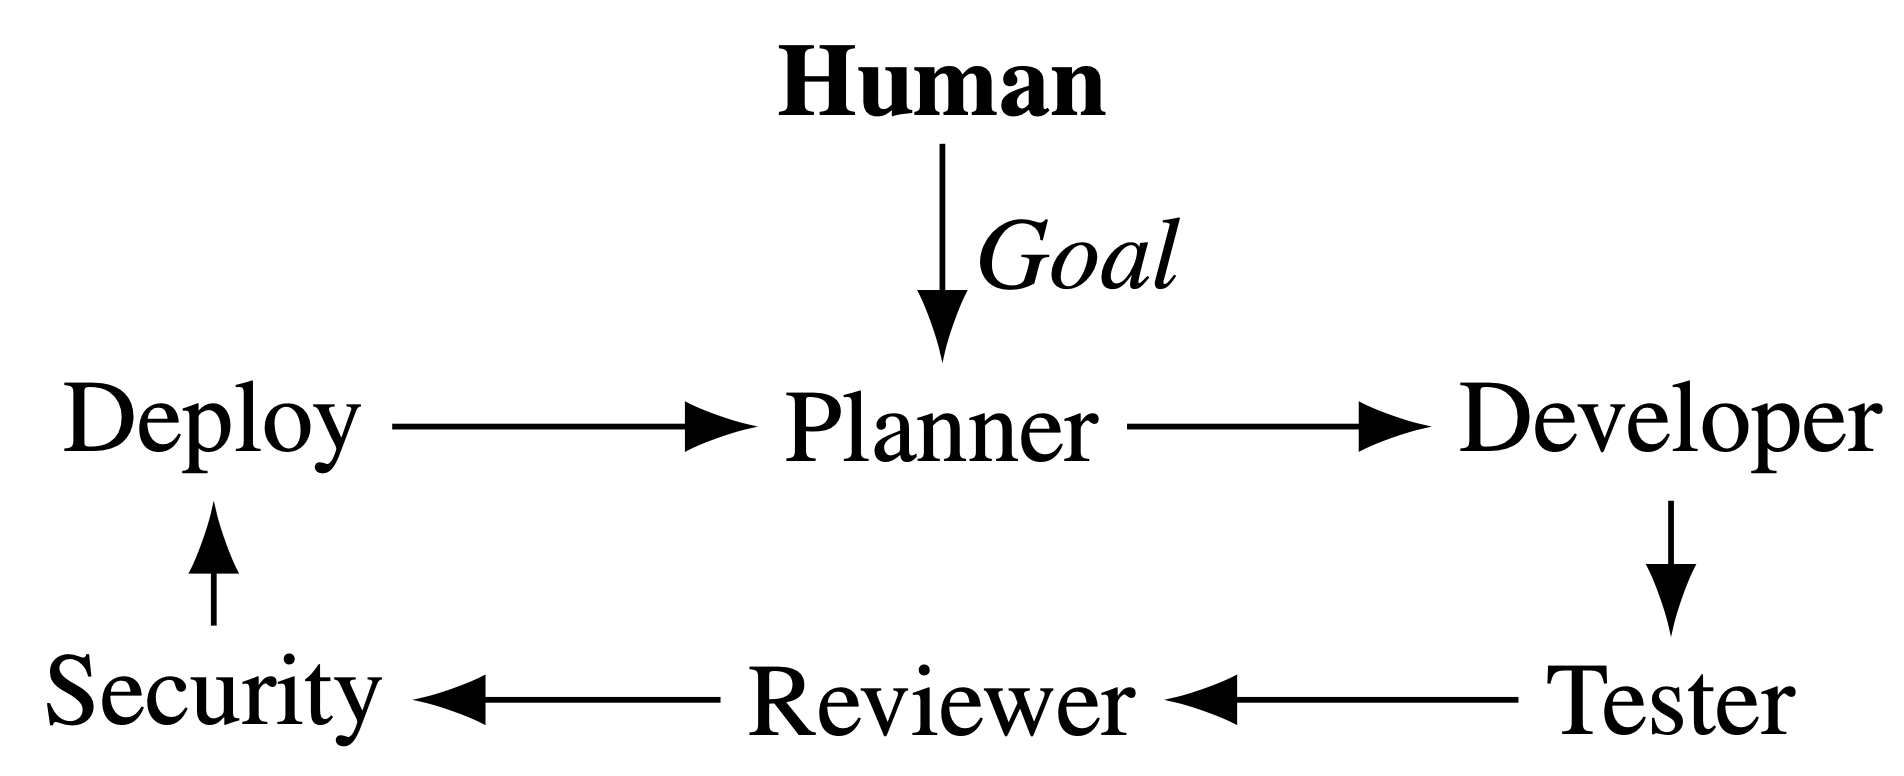 Human
Goal
Deploy
Planner
Developer
Security
Reviewer
Tester